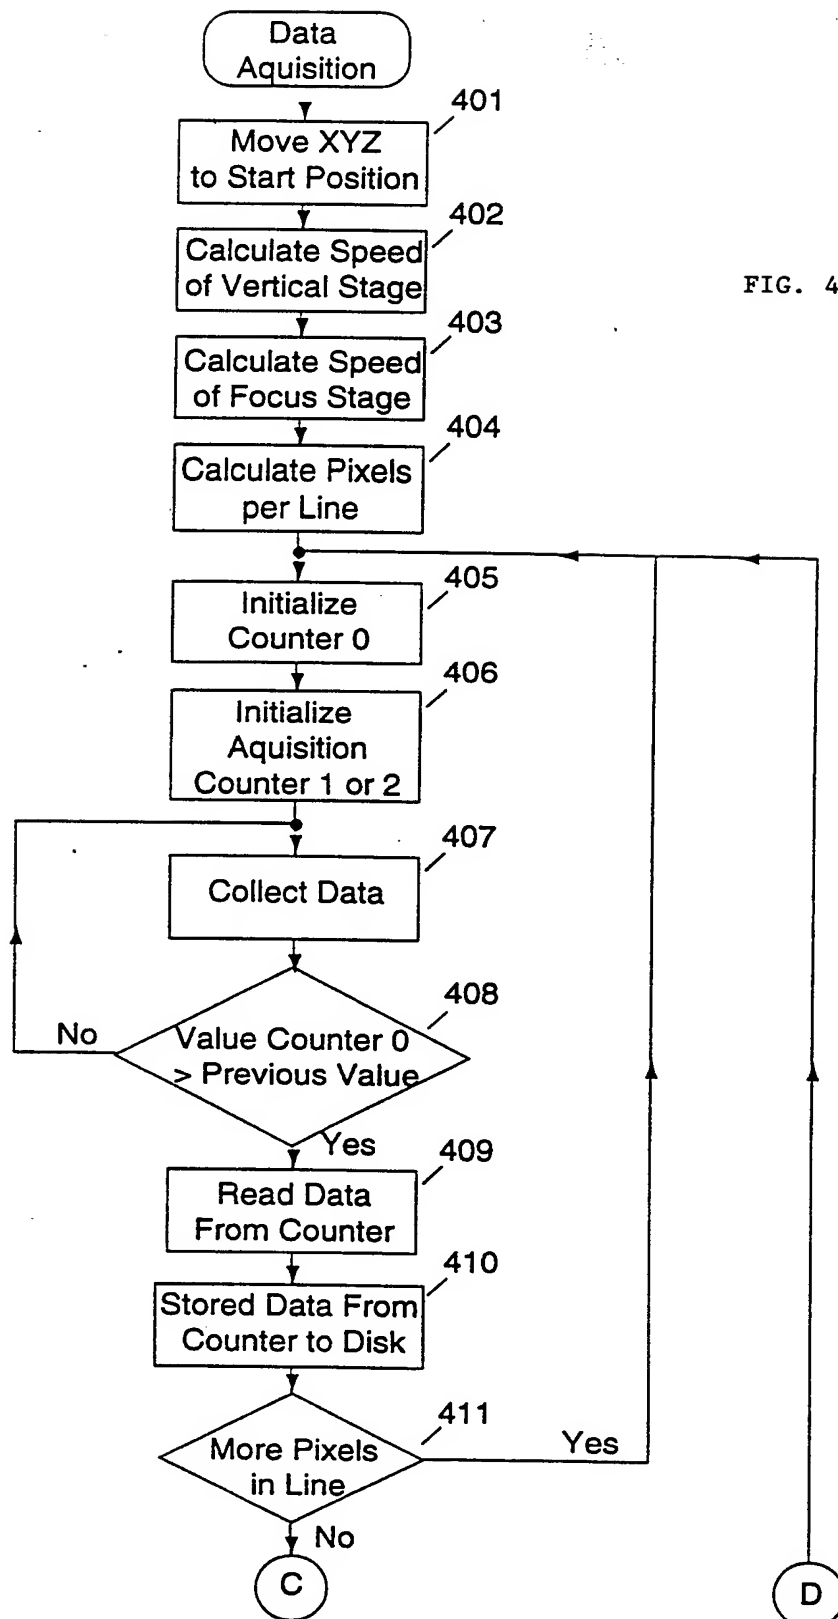 Data
Aquisition
401
Move XYZ
to Start Position
402
Calculate Speed
of Vertical Stage
FIG. 4
403
Calculate Speed
of Focus Stage
404
Calculate Pixels
per Line
405
Initialize
Counter 0
406
Initialize
Aquisition
Counter 1 or 2
407
Collect Data
408
No
Value Counter 0
> Previous Value
Yes
409
Read Data
From Counter
410
Stored Data From
Counter to Disk
411
More Pixels
in Line
Yes
No
C
D